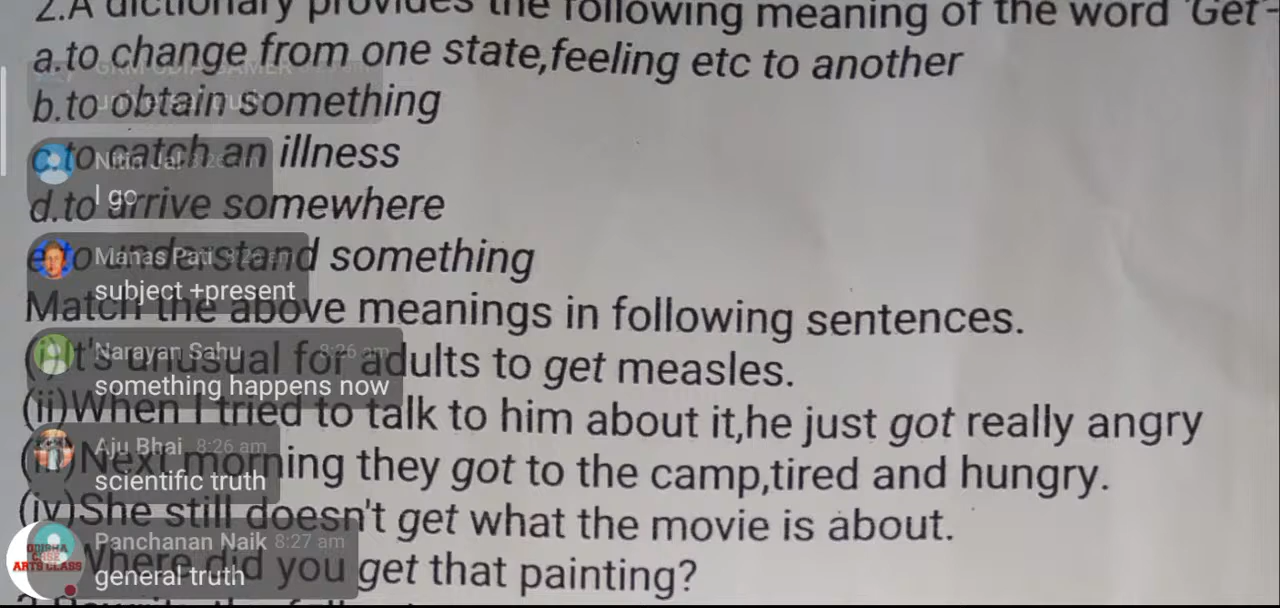 2.A dictionary provides the following meaning of the word 'Get'-
a.to change from one state,feeling etc to another
b.to obtain something
c.to catch an illness
Nitin Jal 8:26 am
I go
d.to arrive somewhere
e.to understand something
Manas Pati 8:26 am
subject +present
Match the above meanings in following sentences.
(i)It's unusual for adults to get measles.
Narayan Sahu 8:26 am
something happens now
(ii)When I tried to talk to him about it,he just got really angry
Aju Bhai 8:26 am
(iii)Next morning they got to the camp,tired and hungry.
scientific truth
(iv)She still doesn't get what the movie is about.
Panchanan Naik 8:27 am
ODISHA
CHSE
ARTS CLASS
Where did you get that painting?
general truth